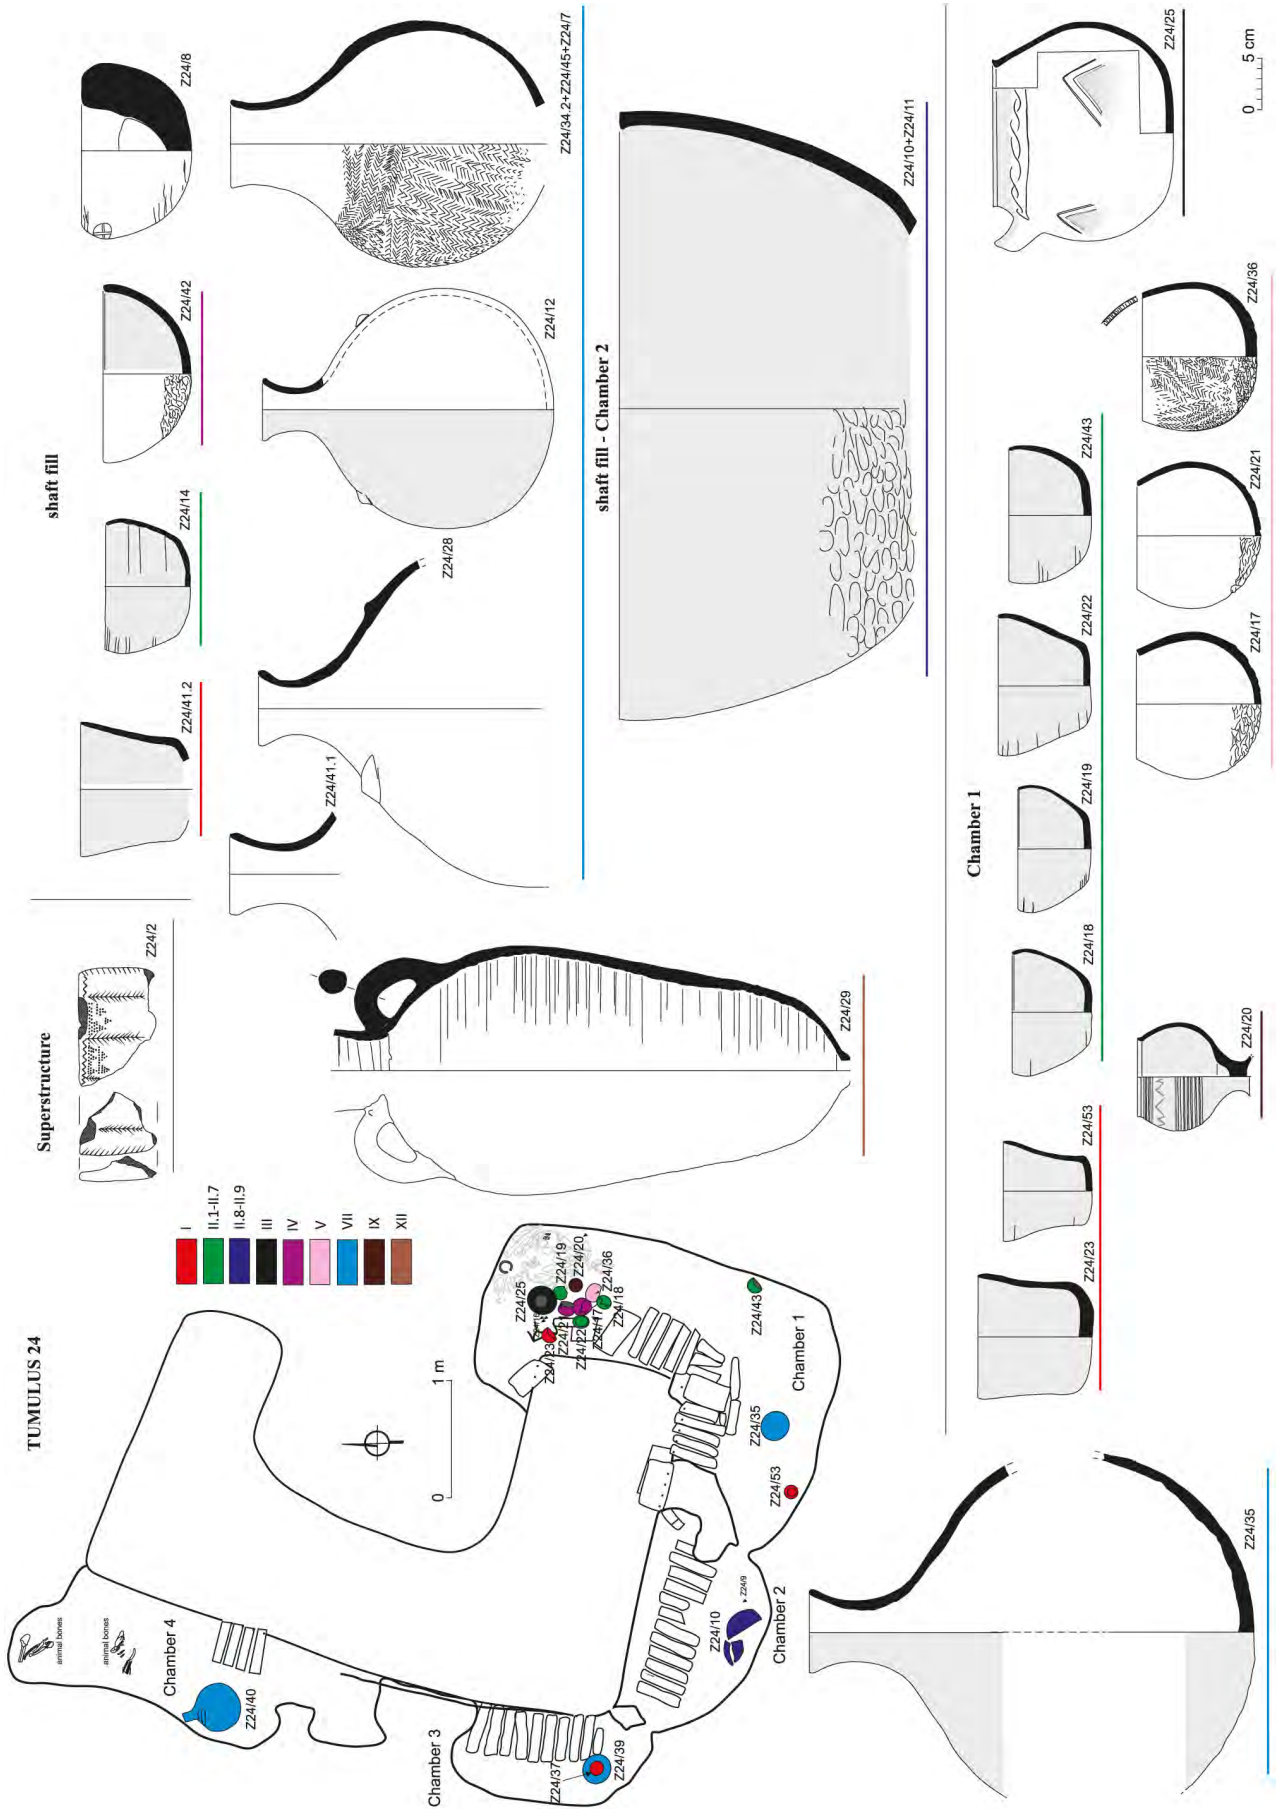 TUMULUS 24
I
II.1-II.7
II.8-II.9
III
IV
V
VII
IX
XII
0 1 m
animal bones
animal bones
Chamber 4
Z24/40
Chamber 3
Z24/37
Z24/39
Z24/10
Z24/9
Chamber 2
Z24/53
Z24/35
Chamber 1
Z24/43
Z24/25
Z24/23
Z24/21
Z24/22
Z24/17
Z24/18
Z24/36
Z24/19
Z24/20
Superstructure
Z24/2
shaft fill
Z24/41.2
Z24/14
Z24/42
Z24/8
Z24/29
Z24/41.1
Z24/28
Z24/12
Z24/34.2+Z24/45+Z24/7
shaft fill - Chamber 2
Z24/10+Z24/11
Chamber 1
Z24/35
Z24/23
Z24/53
Z24/18
Z24/19
Z24/22
Z24/43
Z24/25
Z24/20
Z24/17
Z24/21
Z24/36
0 5 cm